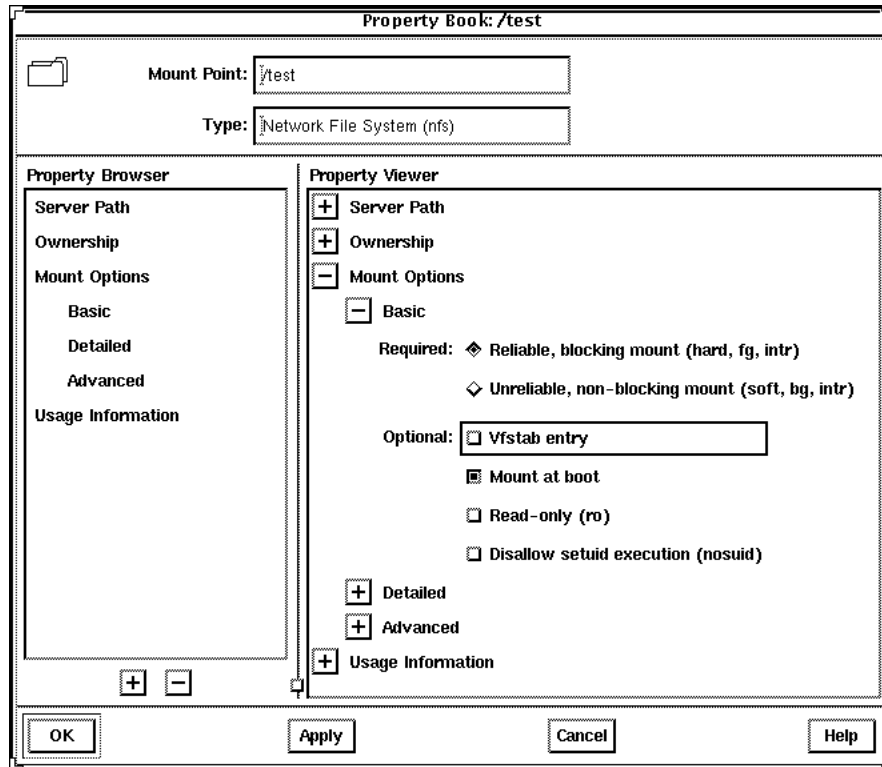 Property Book: /test
Mount Point: /test
Type: Network File System (nfs)
Property Browser
Server Path
Ownership
Mount Options
Basic
Detailed
Advanced
Usage Information
Property Viewer
Server Path
Ownership
Mount Options
Basic
Required: Reliable, blocking mount (hard, fg, intr)
Unreliable, non-blocking mount (soft, bg, intr)
Optional: Vfstab entry
Mount at boot
Read-only (ro)
Disallow setuid execution (nosuid)
Detailed
Advanced
Usage Information
OK Apply Cancel Help